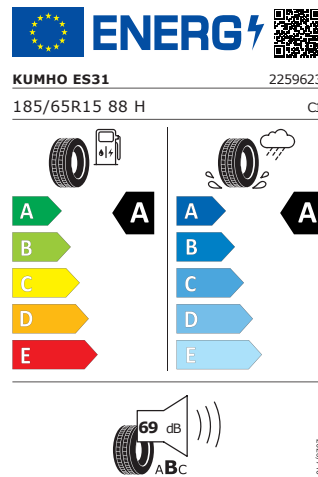 ENERG
KUMHO ES31 2259623
185/65R15 88 H
A A A A
B B
C C
D D
E E
69 dB
ABC